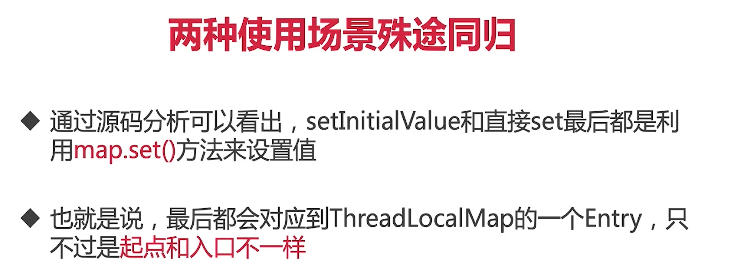 两种使用场景殊途同归
◆ 通过源码分析可以看出，setInitialValue和直接set最后都是利
用map.set()方法来设置值
◆ 也就是说，最后都会对应到ThreadLocalMap的一个Entry，只
不过是起点和入口不一样